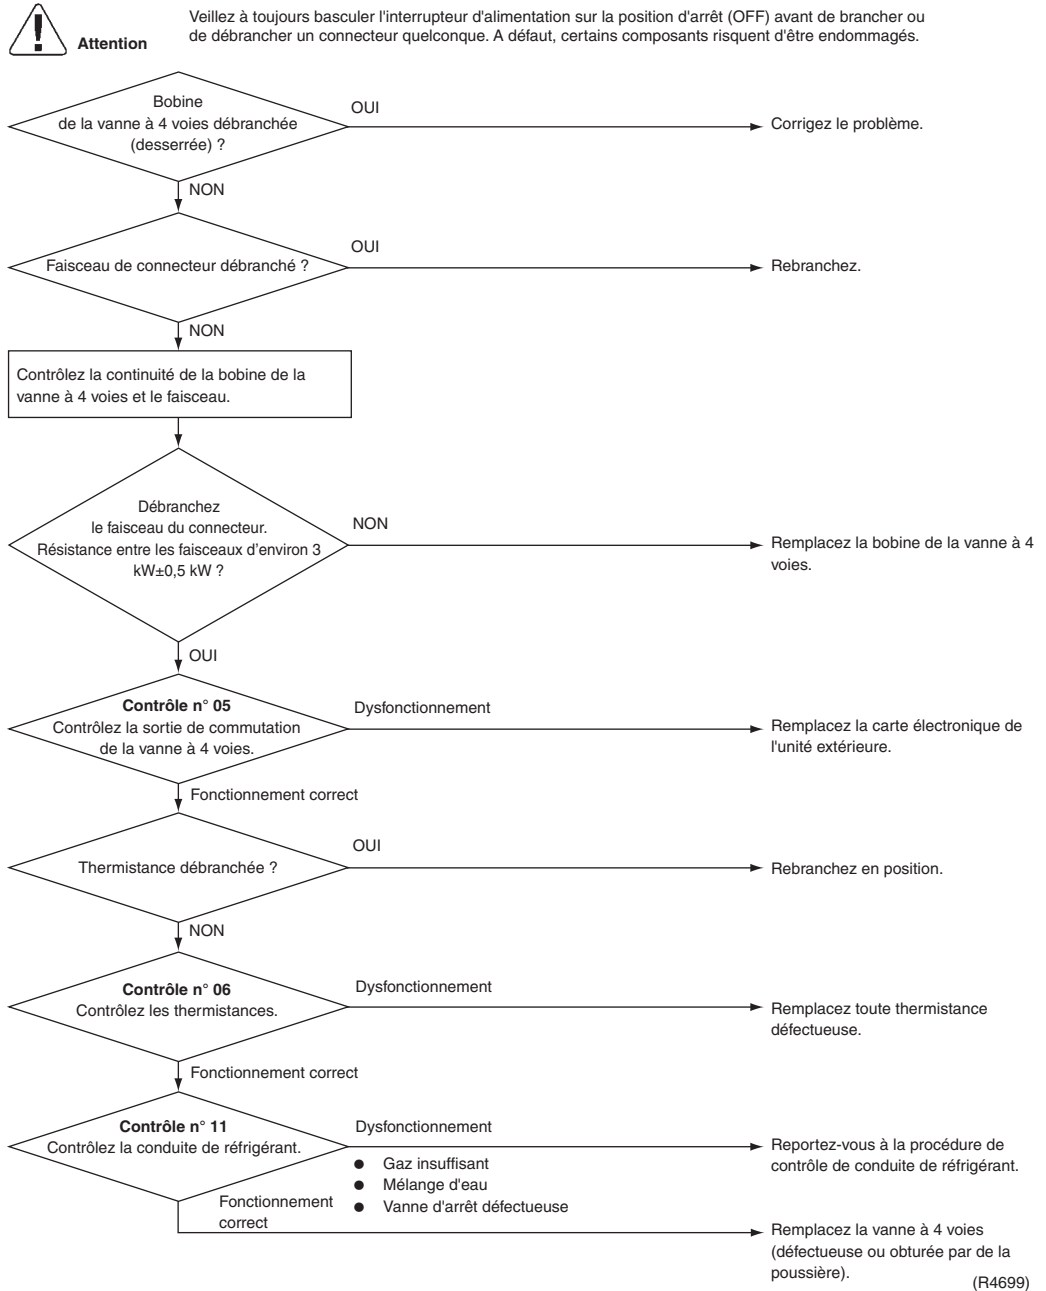 Attention
Veillez à toujours basculer l'interrupteur d'alimentation sur la position d'arrêt (OFF) avant de brancher ou
de débrancher un connecteur quelconque. A défaut, certains composants risquent d'être endommagés.
Bobine
de la vanne à 4 voies débranchée
(desserrée) ?
OUI
Corrigez le problème.
NON
Faisceau de connecteur débranché ?
OUI
Rebranchez.
NON
Contrôlez la continuité de la bobine de la
vanne à 4 voies et le faisceau.
Débranchez
le faisceau du connecteur.
Résistance entre les faisceaux d'environ 3
kW±0,5 kW ?
NON
Remplacez la bobine de la vanne à 4
voies.
OUI
Contrôle n° 05
Contrôlez la sortie de commutation
de la vanne à 4 voies.
Dysfonctionnement
Remplacez la carte électronique de
l'unité extérieure.
Fonctionnement correct
Thermistance débranchée ?
OUI
Rebranchez en position.
NON
Contrôle n° 06
Contrôlez les thermistances.
Dysfonctionnement
Remplacez toute thermistance
défectueuse.
Fonctionnement correct
Contrôle n° 11
Contrôlez la conduite de réfrigérant.
Dysfonctionnement
● Gaz insuffisant
● Mélange d'eau
● Vanne d'arrêt défectueuse
Reportez-vous à la procédure de
contrôle de conduite de réfrigérant.
Fonctionnement
correct
Remplacez la vanne à 4 voies
(défectueuse ou obturée par de la
poussière).
(R4699)